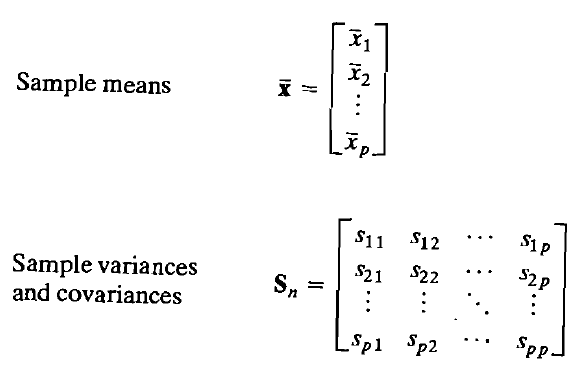 Sample means x̄ = [ x̄₁
x̄₂
⋮
x̄ₚ ]
Sample variances
and covariances Sₙ = [ s₁₁ s₁₂ ⋯ s₁ₚ
s₂₁ s₂₂ ⋯ s₂ₚ
⋮ ⋮ ⋱ ⋮
sₚ₁ sₚ₂ ⋯ sₚₚ ]